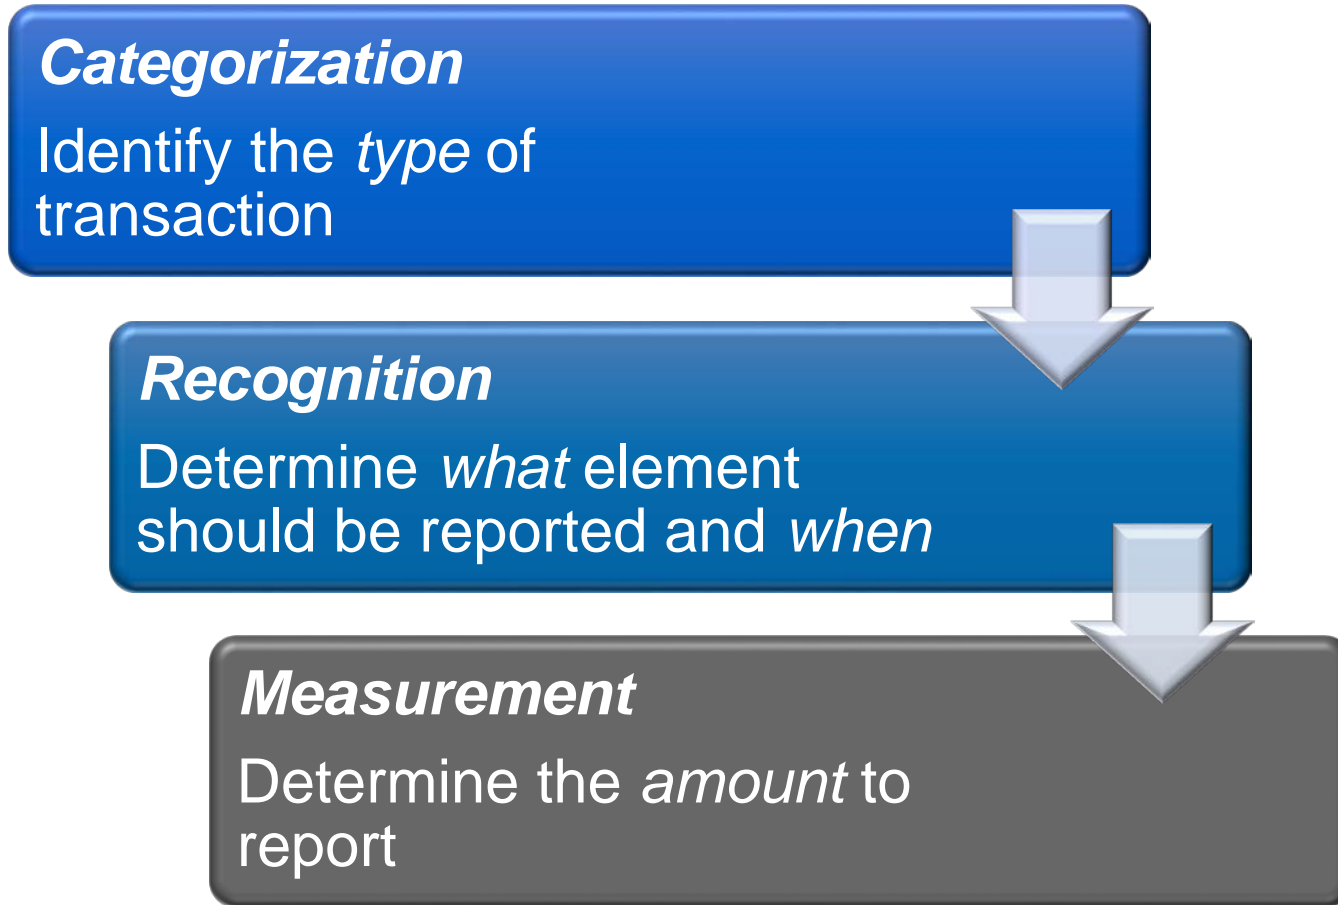 Categorization
Identify the type of
transaction
Recognition
Determine what element
should be reported and when
Measurement
Determine the amount to
report